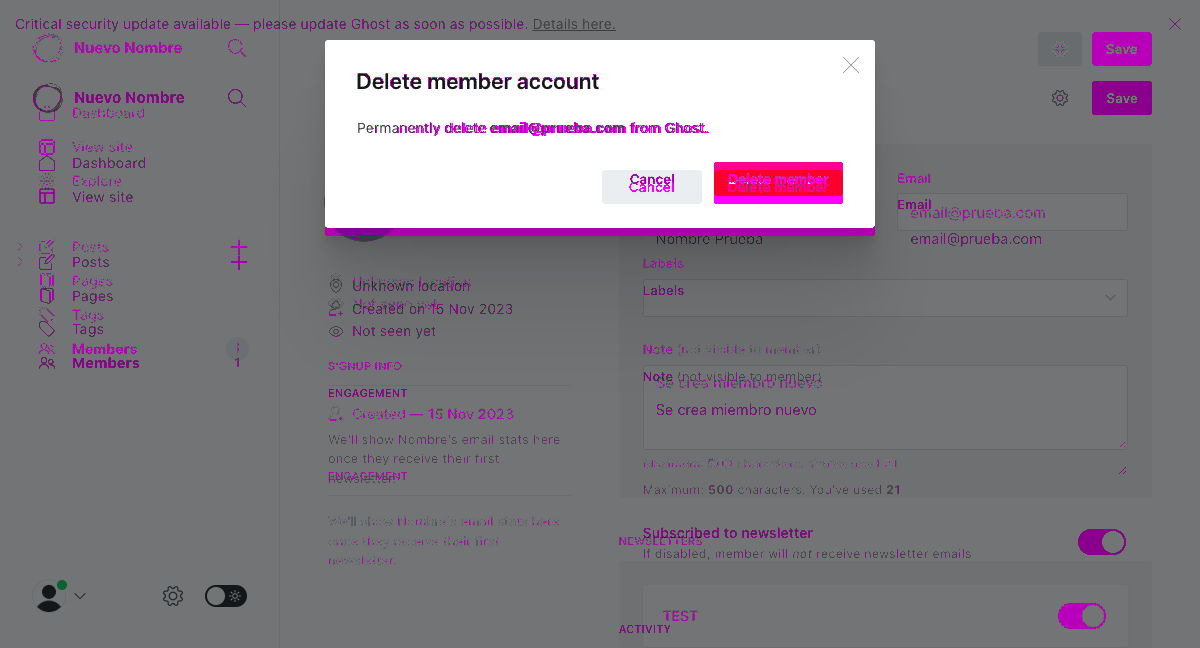 Critical security update available — please update Ghost as soon as possible. Details here.
Nuevo Nombre
Save
Nuevo Nombre
Save
Dashboard
View site
Dashboard
Explore
View site
Posts
Posts
Pages
Pages
Tags
Tags
Members
Members
1
Delete member account
Permanently delete email@prueba.com from Ghost.
Cancel
Cancel
Delete member
Delete member
Email
Email
email@prueba.com
email@prueba.com
Nombre Prueba
Labels
Labels
Unknown location
Unknown location
Created on 15 Nov 2023
Not seen yet
SIGNUP INFO
ENGAGEMENT
Created — 15 Nov 2023
We'll show Nombre's email stats here
once they receive their first
newsletter.
ENGAGEMENT
We'll show Nombre's email stats here
once they receive their first
newsletter.
Note (not visible to member)
Note (not visible to member)
Se crea miembro nuevo
Se crea miembro nuevo
Maximum: 500 characters. You've used 21
Subscribed to newsletter
NEWSLETTERS
If disabled, member will not receive newsletter emails
TEST
ACTIVITY